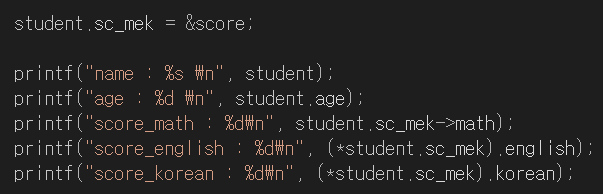 student.sc_mek = &score;
printf("name : %s ₩n", student);
printf("age : %d ₩n", student.age);
printf("score_math : %d₩n", student.sc_mek->math);
printf("score_english : %d₩n", (*student.sc_mek).english);
printf("score_korean : %d₩n", (*student.sc_mek).korean);